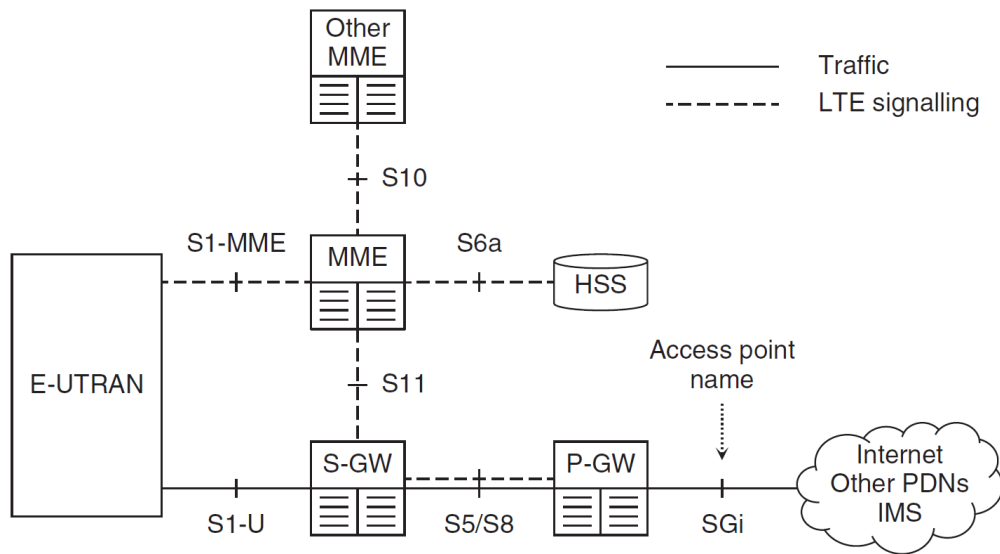 Other
MME
Traffic
LTE signalling
S10
S1-MME
MME
S6a
HSS
E-UTRAN
S11
Access point
name
S-GW
P-GW
Internet
Other PDNs
IMS
S1-U
S5/S8
SGi